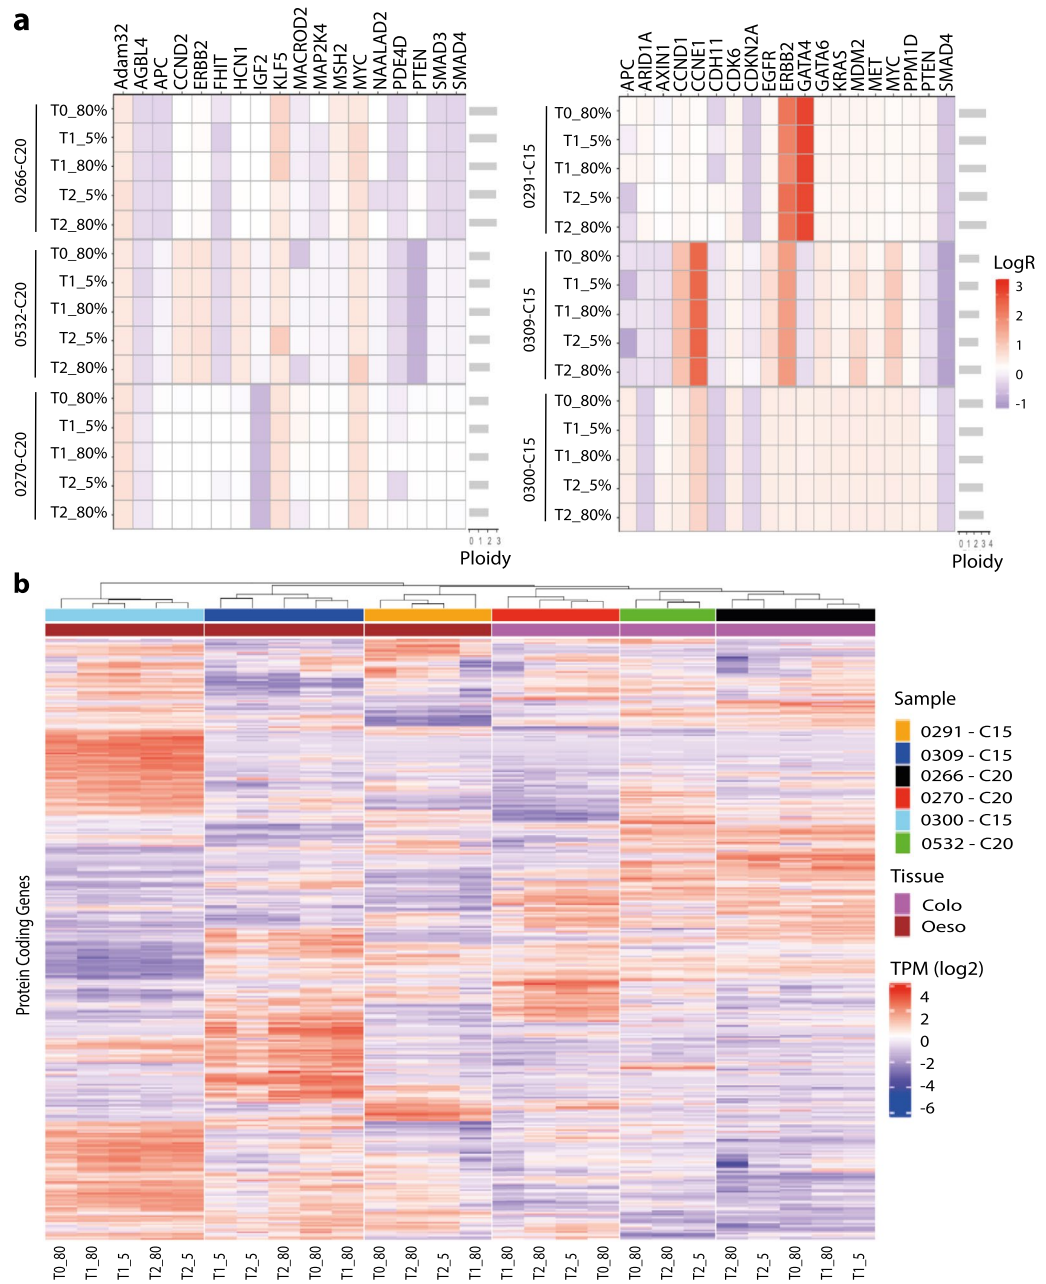 a
Adam32
AGBL4
APC
CCND2
ERBB2
FHIT
HCN1
IGF2
KLF5
MACROD2
MAP2K4
MSH2
MYC
NAALAD2
PDE4D
PTEN
SMAD3
SMAD4
0266-C20
T0_80%
T1_5%
T1_80%
T2_5%
T2_80%
0532-C20
T0_80%
T1_5%
T1_80%
T2_5%
T2_80%
0270-C20
T0_80%
T1_5%
T1_80%
T2_5%
T2_80%
0 1 2 3
Ploidy
APC
ARID1A
AXIN1
CCND1
CCNE1
CDH11
CDK6
CDKN2A
EGFR
ERBB2
GATA4
GATA6
KRAS
MDM2
MET
MYC
PPM1D
PTEN
SMAD4
0291-C15
T0_80%
T1_5%
T1_80%
T2_5%
T2_80%
0309-C15
T0_80%
T1_5%
T1_80%
T2_5%
T2_80%
0300-C15
T0_80%
T1_5%
T1_80%
T2_5%
T2_80%
0 1 2 3 4
Ploidy
LogR
3
2
1
0
-1
b
Protein Coding Genes
T0_80
T1_80
T1_5
T2_80
T2_5
T1_5
T2_5
T2_80
T0_80
T1_80
T0_80
T2_80
T2_5
T1_80
T1_80
T2_80
T2_5
T0_80
T0_80
T2_80
T2_5
T2_80
T2_5
T0_80
T1_80
T1_5
Sample
0291 - C15
0309 - C15
0266 - C20
0270 - C20
0300 - C15
0532 - C20
Tissue
Colo
Oeso
TPM (log2)
4
2
0
-2
-4
-6